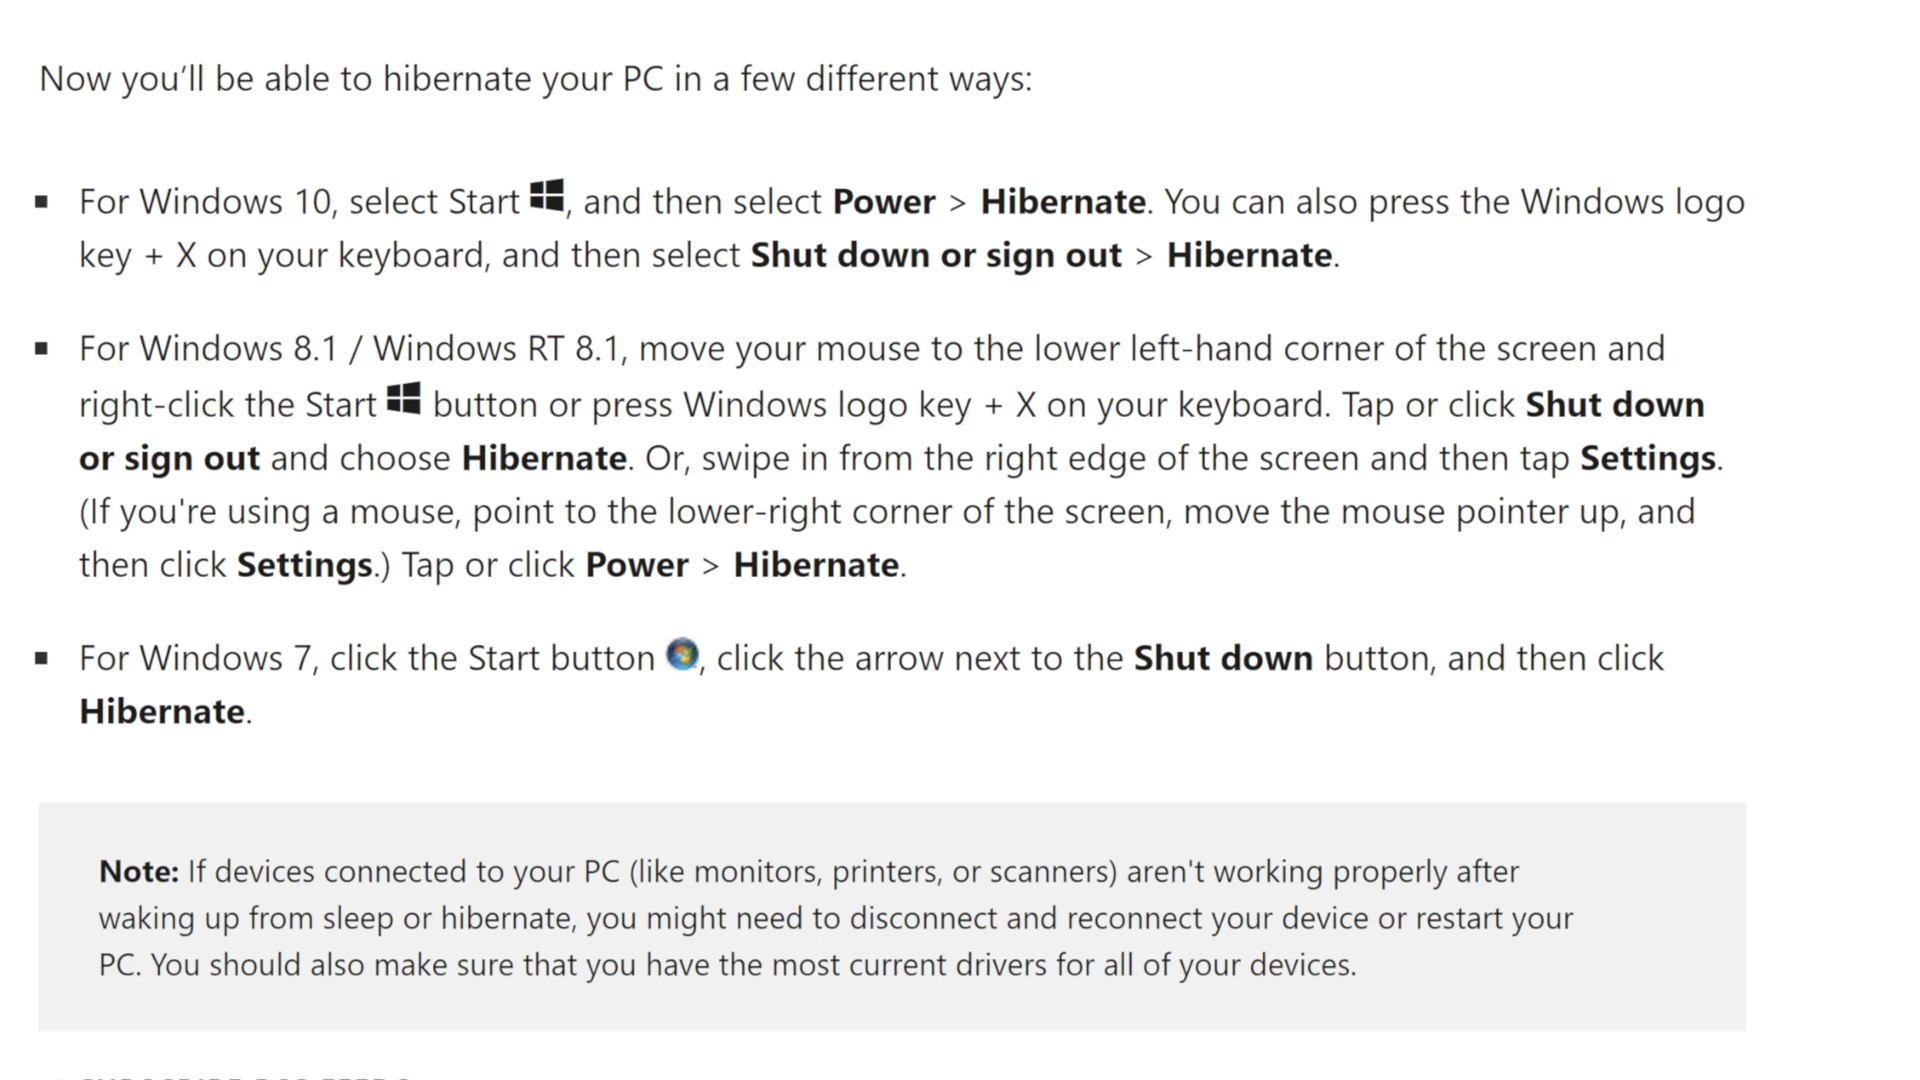 Now you’ll be able to hibernate your PC in a few different ways:
For Windows 10, select Start , and then select Power > Hibernate. You can also press the Windows logo
key + X on your keyboard, and then select Shut down or sign out > Hibernate.
For Windows 8.1 / Windows RT 8.1, move your mouse to the lower left-hand corner of the screen and
right-click the Start button or press Windows logo key + X on your keyboard. Tap or click Shut down
or sign out and choose Hibernate. Or, swipe in from the right edge of the screen and then tap Settings.
(If you're using a mouse, point to the lower-right corner of the screen, move the mouse pointer up, and
then click Settings.) Tap or click Power > Hibernate.
For Windows 7, click the Start button , click the arrow next to the Shut down button, and then click
Hibernate.
Note: If devices connected to your PC (like monitors, printers, or scanners) aren't working properly after
waking up from sleep or hibernate, you might need to disconnect and reconnect your device or restart your
PC. You should also make sure that you have the most current drivers for all of your devices.